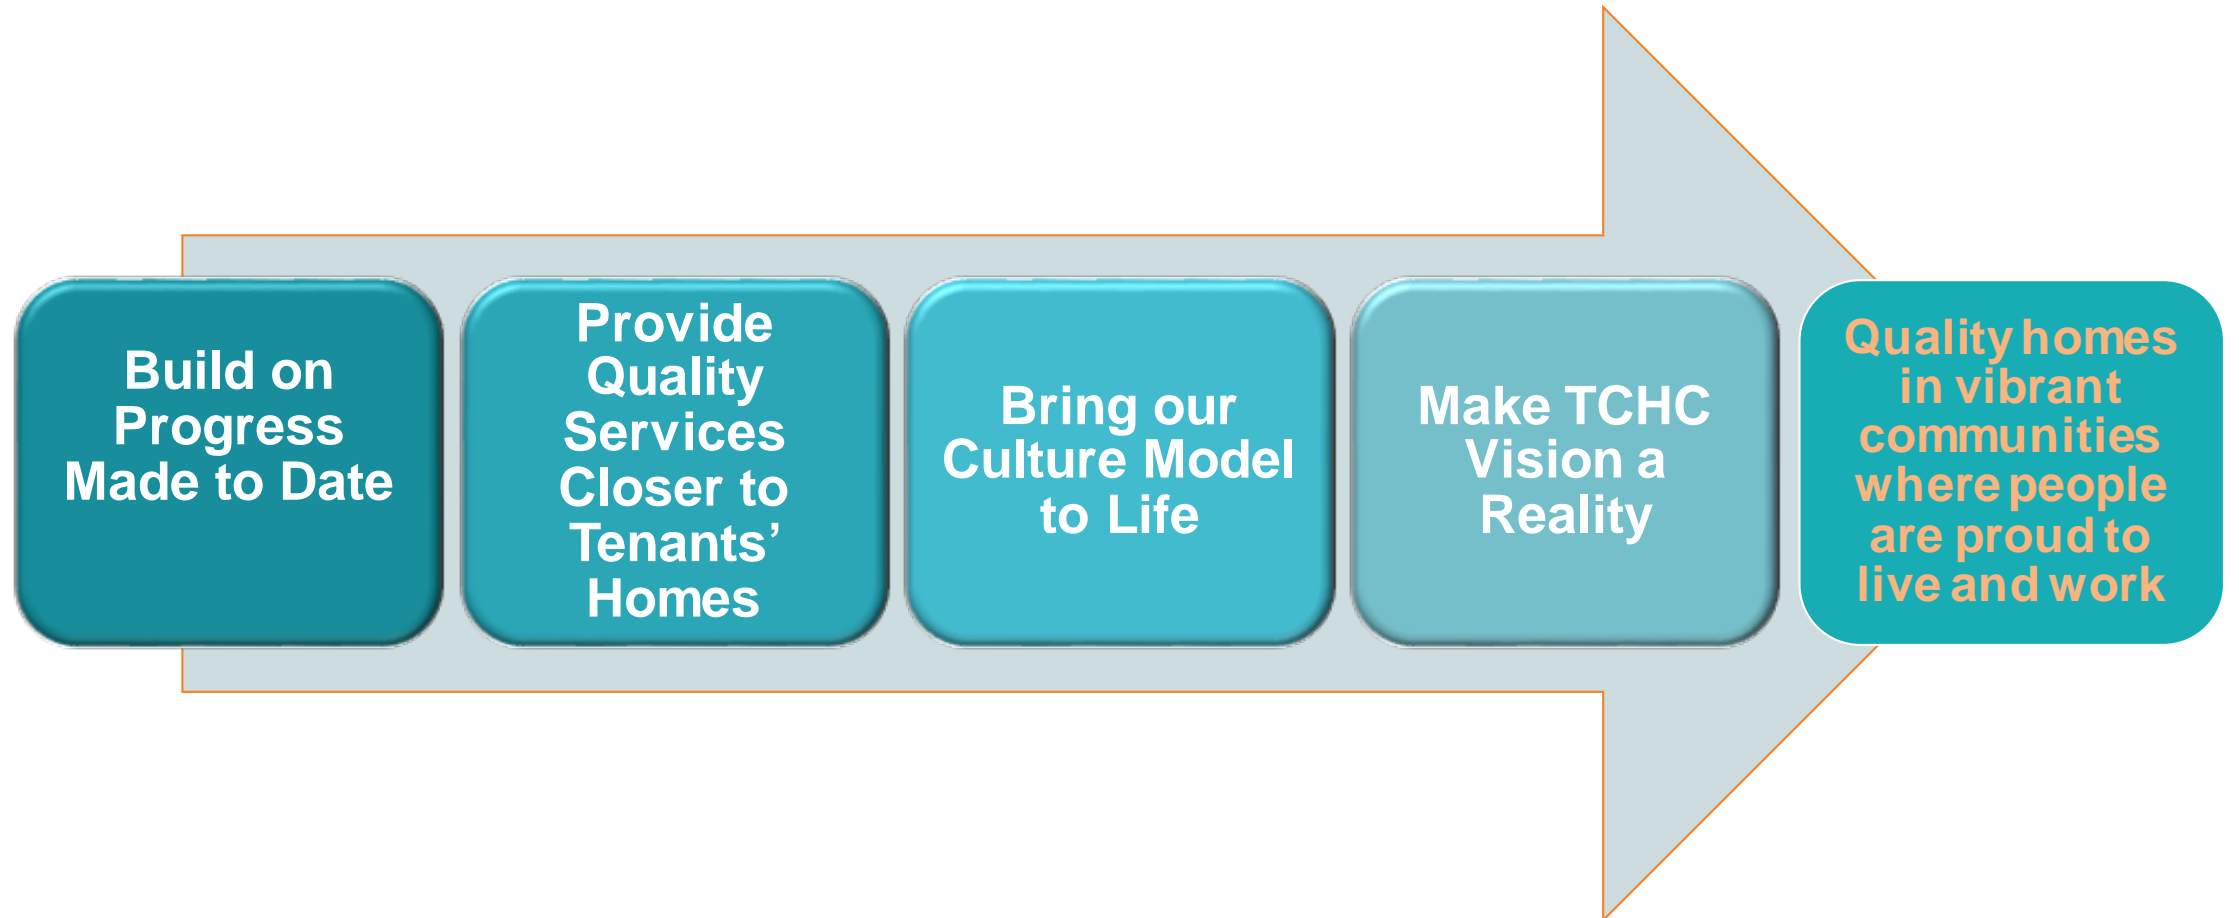 Build on
Progress
Made to Date
Provide
Quality
Services
Closer to
Tenants’
Homes
Bring our
Culture Model
to Life
Make TCHC
Vision a
Reality
Quality homes
in vibrant
communities
where people
are proud to
live and work